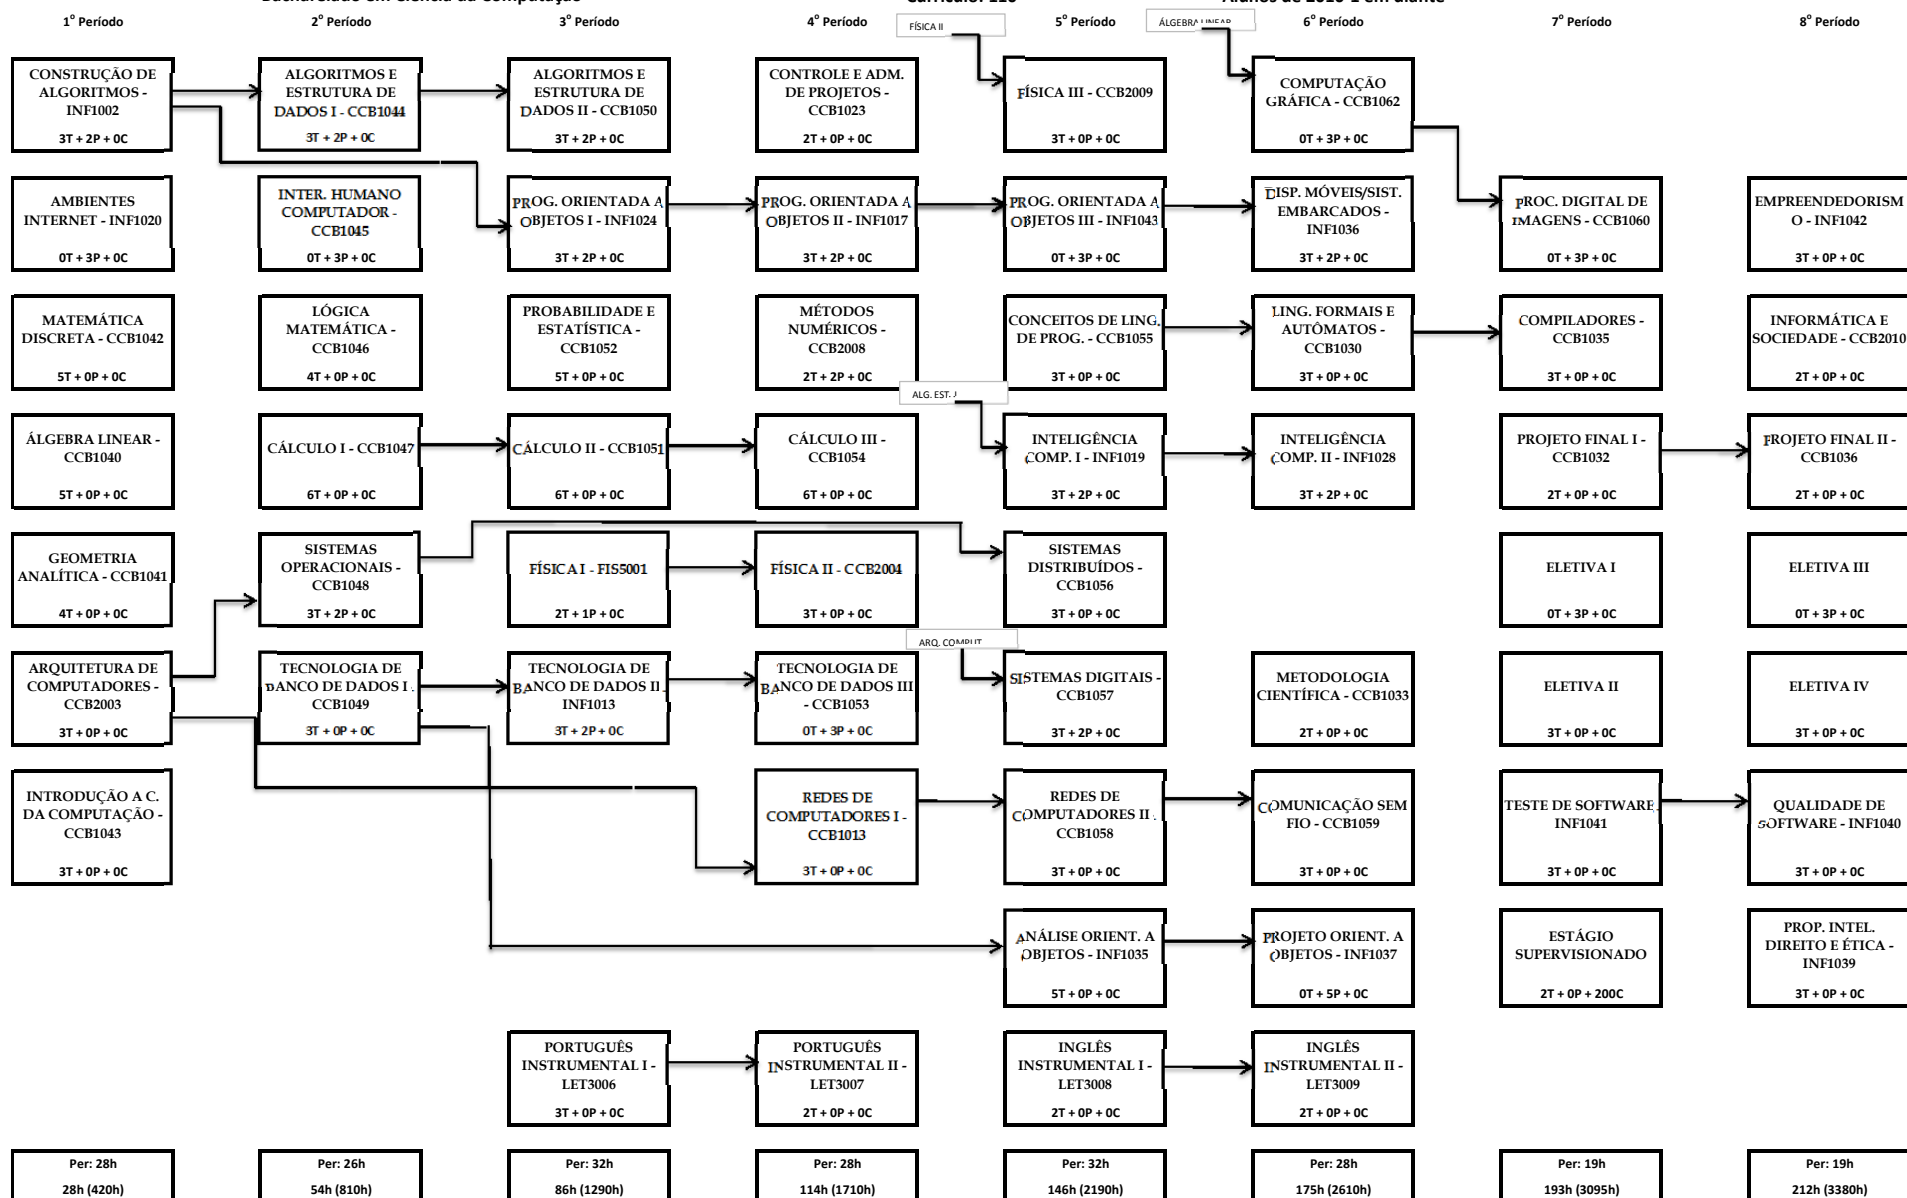 Bacharelado em Ciência da Computação
Currículo: 110
Alunos de 2010-1 em diante
1º Período
2º Período
3º Período
4º Período
5º Período
6º Período
7º Período
8º Período
FÍSICA II
ÁLGEBRA LINEAR
CONSTRUÇÃO DE
ALGORITMOS -
INF1002
3T + 2P + 0C
ALGORITMOS E
ESTRUTURA DE
DADOS I - CCB1044
3T + 2P + 0C
ALGORITMOS E
ESTRUTURA DE
DADOS II - CCB1050
3T + 2P + 0C
CONTROLE E ADM.
DE PROJETOS -
CCB1023
2T + 0P + 0C
FÍSICA III - CCB2009
3T + 0P + 0C
COMPUTAÇÃO
GRÁFICA - CCB1062
0T + 3P + 0C
AMBIENTES
INTERNET - INF1020
0T + 3P + 0C
INTER. HUMANO
COMPUTADOR -
CCB1045
0T + 3P + 0C
PROG. ORIENTADA A
OBJETOS I - INF1024
3T + 2P + 0C
PROG. ORIENTADA A
OBJETOS II - INF1017
3T + 2P + 0C
PROG. ORIENTADA A
OBJETOS III - INF1043
0T + 3P + 0C
DISP. MÓVEIS/SIST.
EMBARCADOS -
INF1036
3T + 2P + 0C
PROC. DIGITAL DE
IMAGENS - CCB1060
0T + 3P + 0C
EMPREENDEDORISM
O - INF1042
3T + 0P + 0C
MATEMÁTICA
DISCRETA - CCB1042
5T + 0P + 0C
LÓGICA
MATEMÁTICA -
CCB1046
4T + 0P + 0C
PROBABILIDADE E
ESTATÍSTICA -
CCB1052
5T + 0P + 0C
MÉTODOS
NUMÉRICOS -
CCB2008
2T + 2P + 0C
CONCEITOS DE LING.
DE PROG. - CCB1055
3T + 0P + 0C
LING. FORMAIS E
AUTÔMATOS -
CCB1030
3T + 0P + 0C
COMPILADORES -
CCB1035
3T + 0P + 0C
INFORMÁTICA E
SOCIEDADE - CCB2010
2T + 0P + 0C
ALG. EST.
ÁLGEBRA LINEAR -
CCB1040
5T + 0P + 0C
CÁLCULO I - CCB1047
6T + 0P + 0C
CÁLCULO II - CCB1051
6T + 0P + 0C
CÁLCULO III -
CCB1054
6T + 0P + 0C
INTELIGÊNCIA
COMP. I - INF1019
3T + 2P + 0C
INTELIGÊNCIA
COMP. II - INF1028
3T + 2P + 0C
PROJETO FINAL I -
CCB1032
2T + 0P + 0C
PROJETO FINAL II -
CCB1036
2T + 0P + 0C
GEOMETRIA
ANALÍTICA - CCB1041
4T + 0P + 0C
SISTEMAS
OPERACIONAIS -
CCB1048
3T + 2P + 0C
FÍSICA I - FIS5001
2T + 1P + 0C
FÍSICA II - CCB2004
3T + 0P + 0C
SISTEMAS
DISTRIBUÍDOS -
CCB1056
3T + 0P + 0C
ELETIVA I
0T + 3P + 0C
ELETIVA III
0T + 3P + 0C
ARQ. COMPUT
ARQUITETURA DE
COMPUTADORES -
CCB2003
3T + 0P + 0C
TECNOLOGIA DE
BANCO DE DADOS I -
CCB1049
3T + 0P + 0C
TECNOLOGIA DE
BANCO DE DADOS II -
INF1013
3T + 2P + 0C
TECNOLOGIA DE
BANCO DE DADOS III
- CCB1053
0T + 3P + 0C
SISTEMAS DIGITAIS -
CCB1057
3T + 2P + 0C
METODOLOGIA
CIENTÍFICA - CCB1033
2T + 0P + 0C
ELETIVA II
3T + 0P + 0C
ELETIVA IV
3T + 0P + 0C
INTRODUÇÃO A C.
DA COMPUTAÇÃO -
CCB1043
3T + 0P + 0C
REDES DE
COMPUTADORES I -
CCB1013
3T + 0P + 0C
REDES DE
COMPUTADORES II -
CCB1058
3T + 0P + 0C
COMUNICAÇÃO SEM
FIO - CCB1059
3T + 0P + 0C
TESTE DE SOFTWARE -
INF1041
3T + 0P + 0C
QUALIDADE DE
SOFTWARE - INF1040
3T + 0P + 0C
ANÁLISE ORIENT. A
OBJETOS - INF1035
5T + 0P + 0C
PROJETO ORIENT. A
OBJETOS - INF1037
0T + 5P + 0C
ESTÁGIO
SUPERVISIONADO
2T + 0P + 200C
PROP. INTEL.
DIREITO E ÉTICA -
INF1039
3T + 0P + 0C
PORTUGUÊS
INSTRUMENTAL I -
LET3006
3T + 0P + 0C
PORTUGUÊS
INSTRUMENTAL II -
LET3007
2T + 0P + 0C
INGLÊS
INSTRUMENTAL I -
LET3008
2T + 0P + 0C
INGLÊS
INSTRUMENTAL II -
LET3009
2T + 0P + 0C
Per: 28h
28h (420h)
Per: 26h
54h (810h)
Per: 32h
86h (1290h)
Per: 28h
114h (1710h)
Per: 32h
146h (2190h)
Per: 28h
175h (2610h)
Per: 19h
193h (3095h)
Per: 19h
212h (3380h)